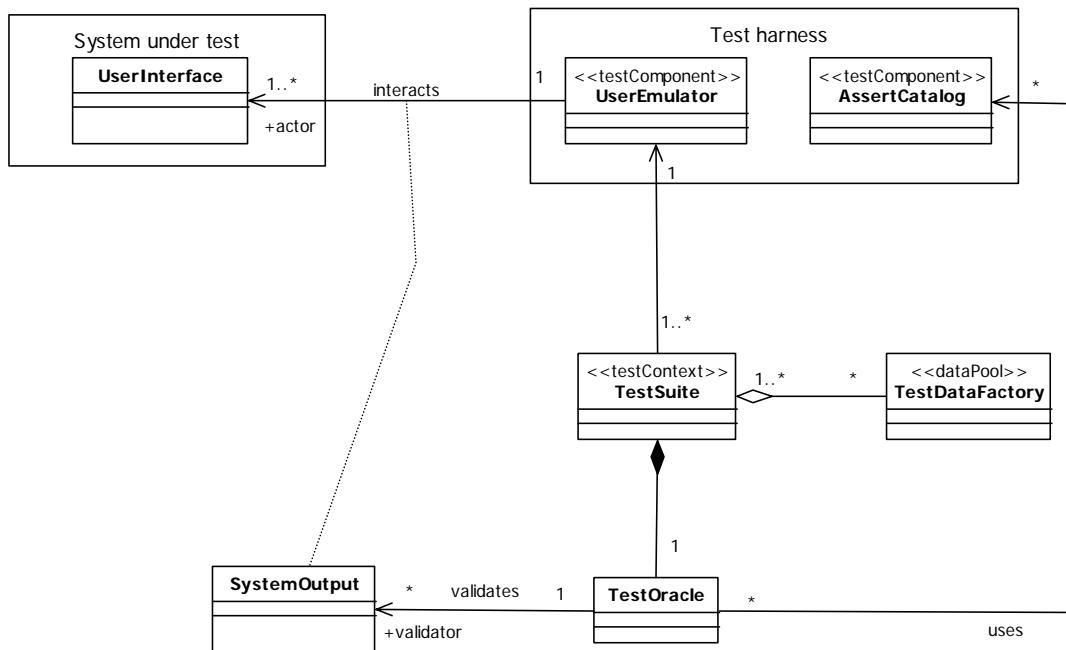 System under test
UserInterface
1..*
+actor
interacts
1
Test harness
<<testComponent>>
UserEmulator
<<testComponent>>
AssertCatalog
*
1
1..*
<<testContext>>
TestSuite
1..*
*
<<dataPool>>
TestDataFactory
1
SystemOutput
*
validates
1
+validator
TestOracle
*
uses